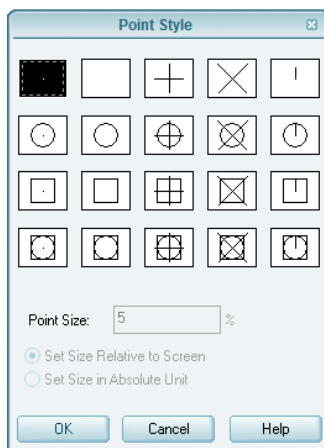 Point Style
Point Size: 5 %
Set Size Relative to Screen
Set Size in Absolute Unit
OK Cancel Help